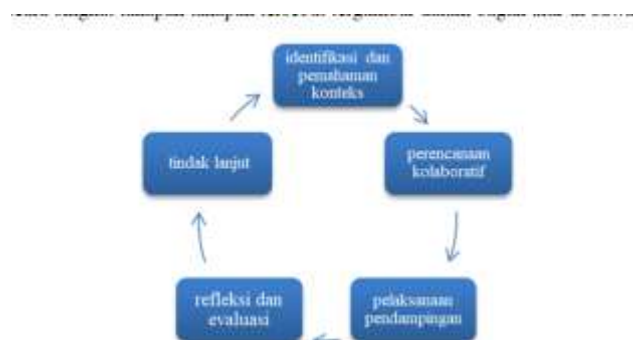 identifikasi dan
pemahaman
konteks
perencanaan
kolaboratif
pelaksanaan
pendampingan
refleksi dan
evaluasi
tindak lanjut